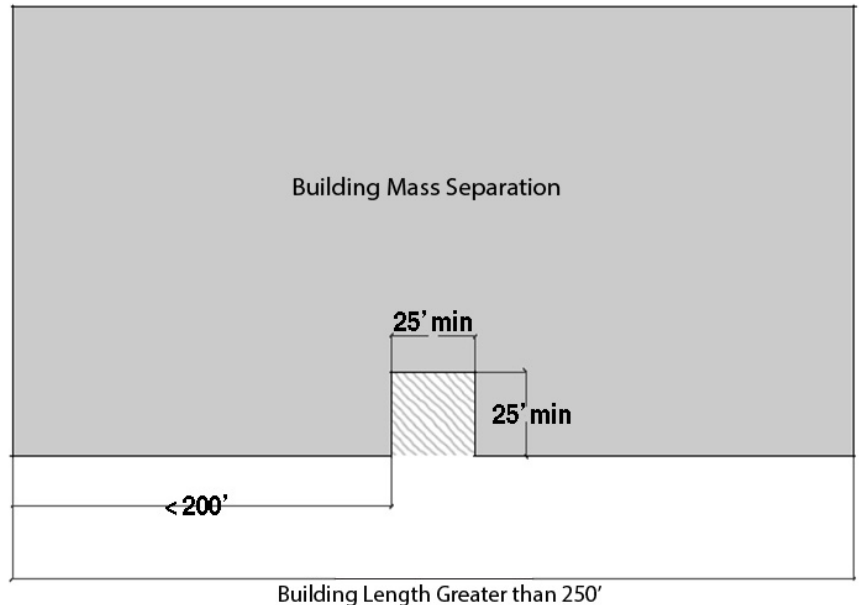 Building Mass Separation
25' min
25' min
< 200'
Building Length Greater than 250'